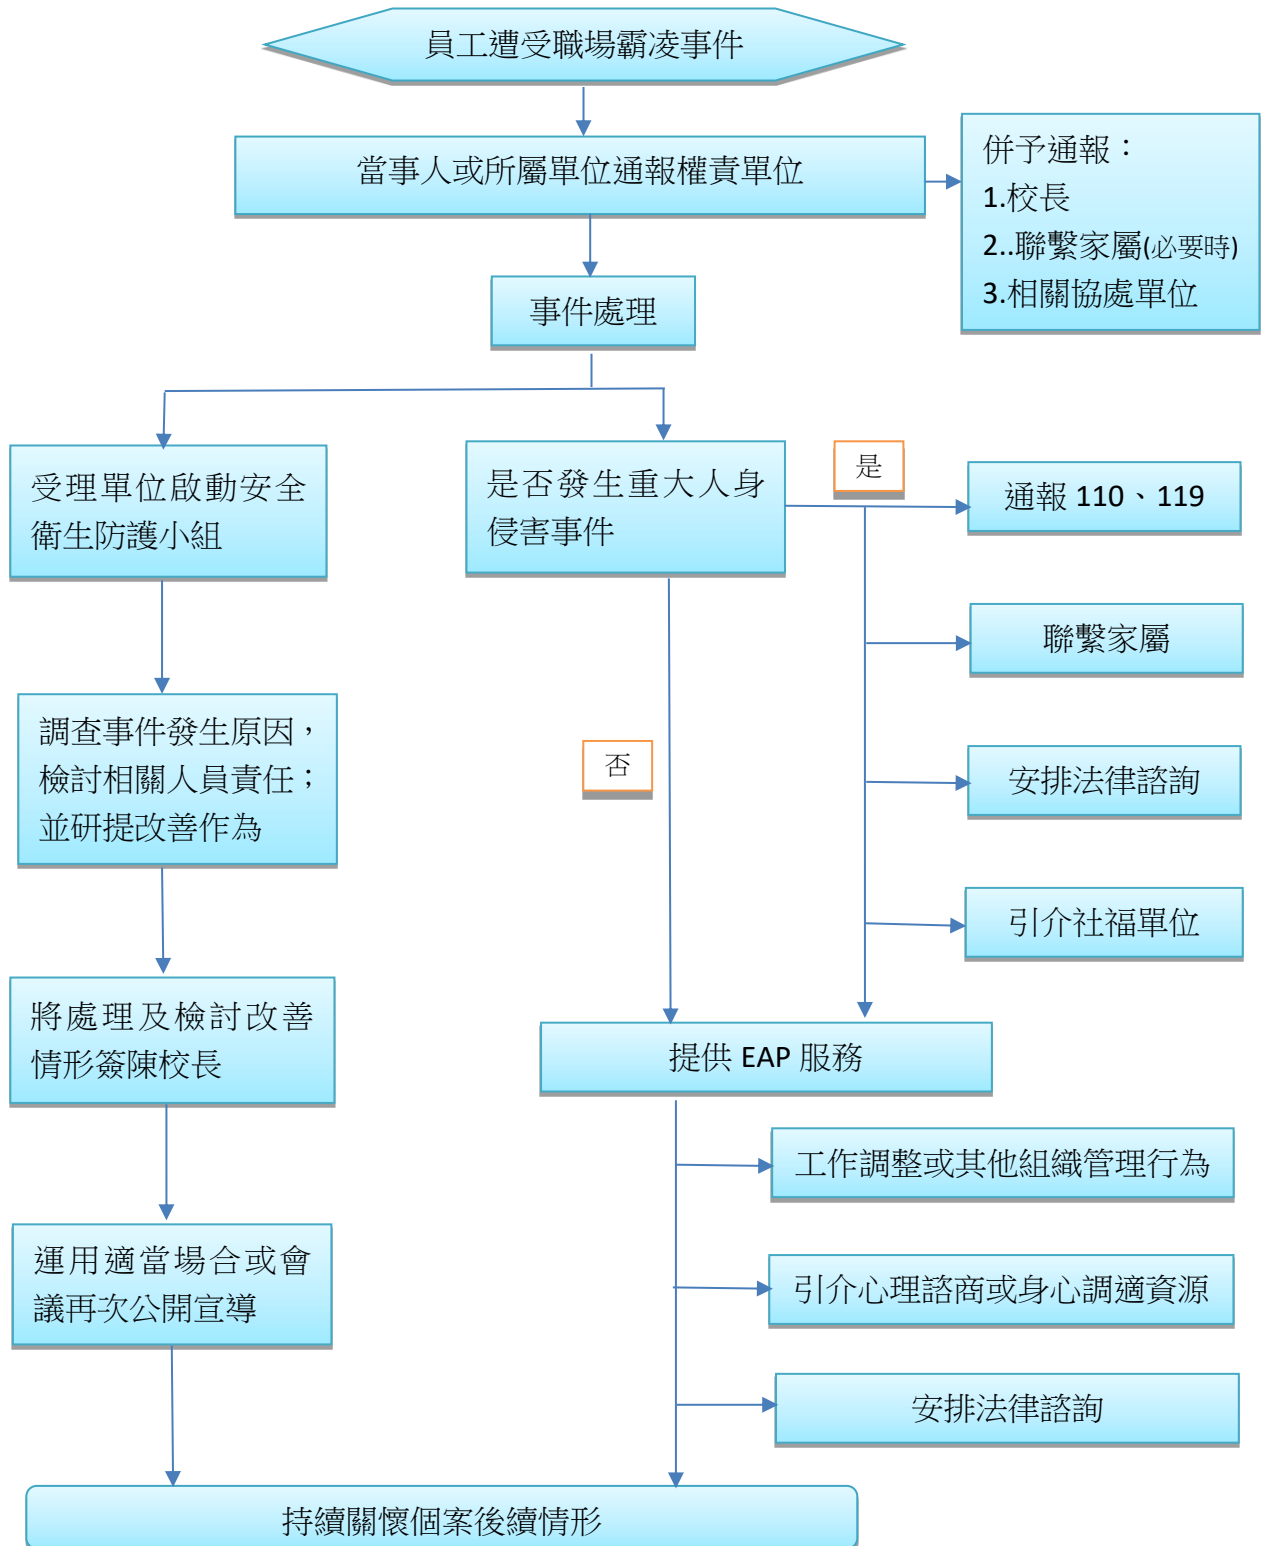 員工遭受職場霸凌事件
當事人或所屬單位通報權責單位
併予通報：
1.校長
2..聯繫家屬(必要時)
3.相關協處單位
事件處理
受理單位啟動安全
衛生防護小組
是否發生重大人身
侵害事件
是
通報 110、119
聯繫家屬
調查事件發生原因，
檢討相關人員責任；
並研提改善作為
否
安排法律諮詢
引介社福單位
將處理及檢討改善
情形簽陳校長
提供 EAP 服務
工作調整或其他組織管理行為
運用適當場合或會
議再次公開宣導
引介心理諮商或身心調適資源
安排法律諮詢
持續關懷個案後續情形